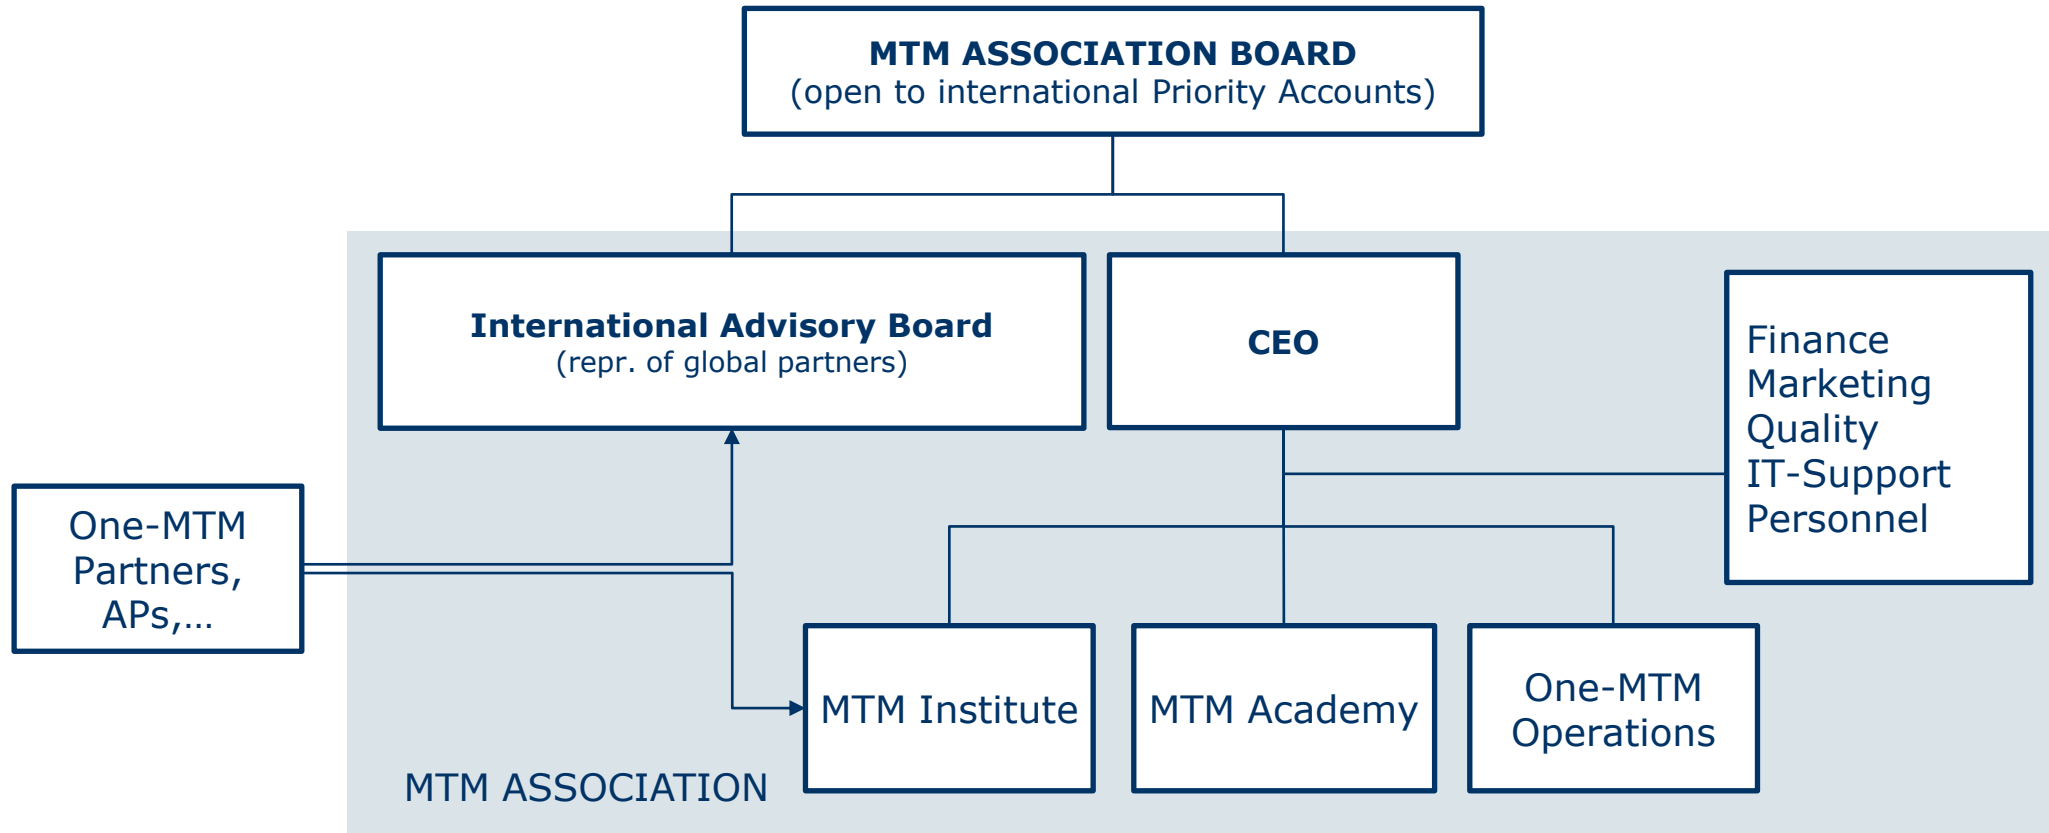 MTM ASSOCIATION BOARD
(open to international Priority Accounts)
International Advisory Board
(repr. of global partners)
CEO
Finance
Marketing
Quality
IT-Support
Personnel
One-MTM
Partners,
APs,…
MTM Institute
MTM Academy
One-MTM
Operations
MTM ASSOCIATION